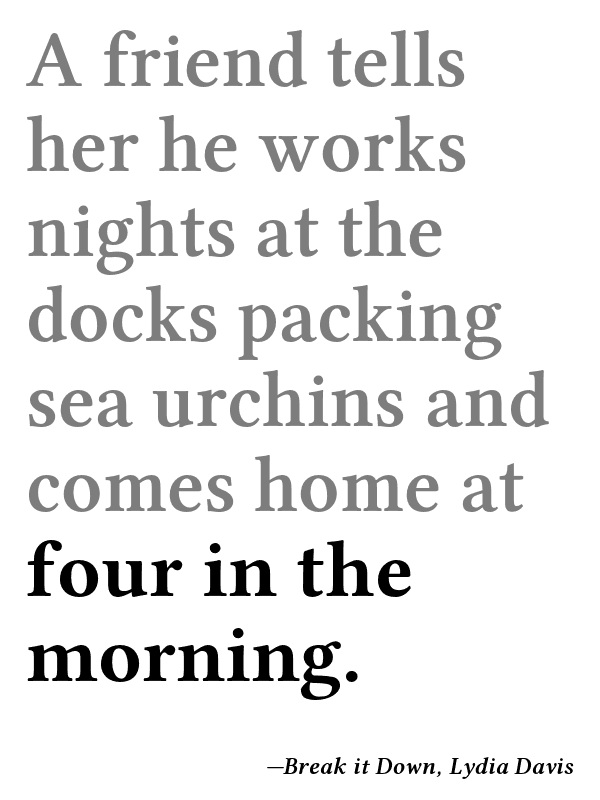 A friend tells
her he works
nights at the
docks packing
sea urchins and
comes home at
four in the
morning.
—Break it Down, Lydia Davis